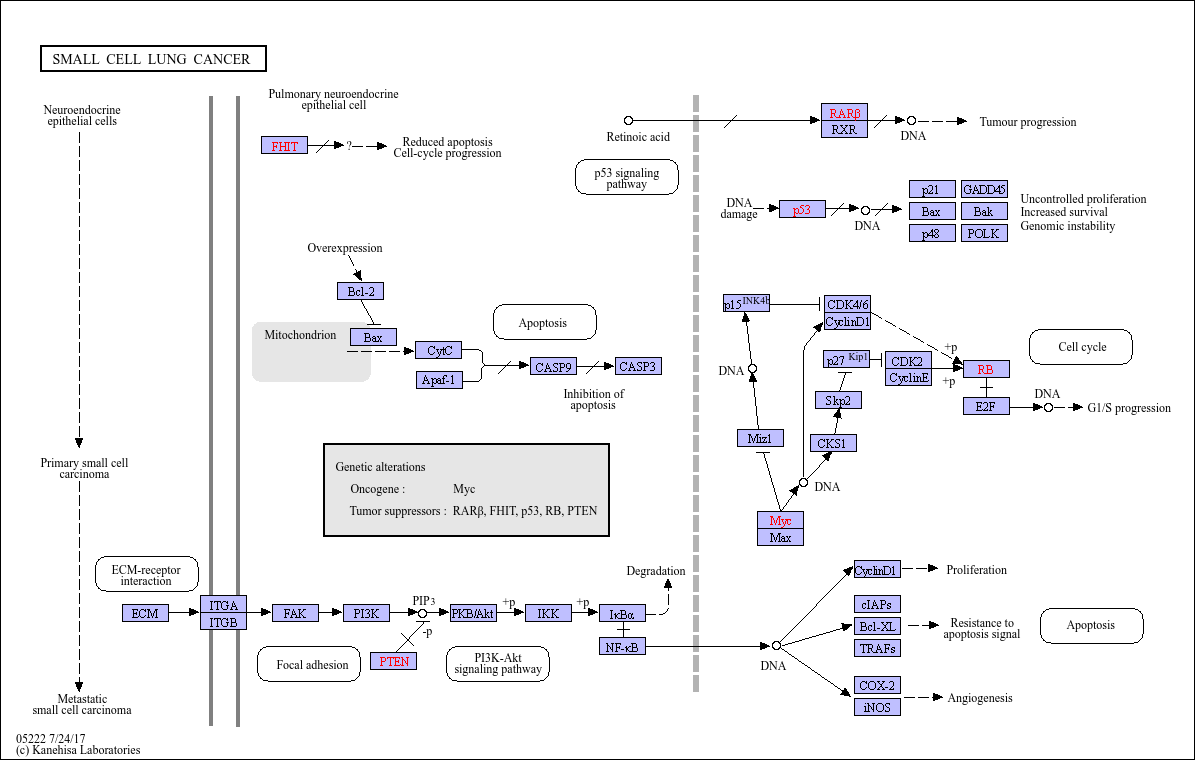 SMALL CELL LUNG CANCER
Neuroendocrine
epithelial cells
Pulmonary neuroendocrine
epithelial cell
FHIT
?
Reduced apoptosis
Cell-cycle progression
Retinoic acid
RARβ
RXR
DNA
Tumour progression
p53 signaling
pathway
DNA
damage
p53
DNA
p21
GADD45
Bax
Bak
p48
POLK
Uncontrolled proliferation
Increased survival
Genomic instability
Overexpression
Bcl-2
Mitochondrion
Bax
CytC
Apaf-1
CASP9
CASP3
Apoptosis
Inhibition of
apoptosis
p15INK4b
CDK4/6
CyclinD1
p27 Kip1
CDK2
CyclinE
+p
+p
RB
E2F
Cell cycle
DNA
G1/S progression
DNA
Skp2
Miz1
CKS1
DNA
Myc
Max
Primary small cell
carcinoma
Genetic alterations
Oncogene : Myc
Tumor suppressors : RARβ, FHIT, p53, RB, PTEN
ECM-receptor
interaction
ECM
ITGA
ITGB
FAK
PI3K
PIP3
-p
PTEN
PKB/Akt
+p
IKK
+p
IκBα
NF-κB
Degradation
Focal adhesion
PI3K-Akt
signaling pathway
DNA
CyclinD1
Proliferation
cIAPs
Bcl-XL
TRAFs
Resistance to
apoptosis signal
Apoptosis
COX-2
iNOS
Angiogenesis
Metastatic
small cell carcinoma
05222 7/24/17
(c) Kanehisa Laboratories